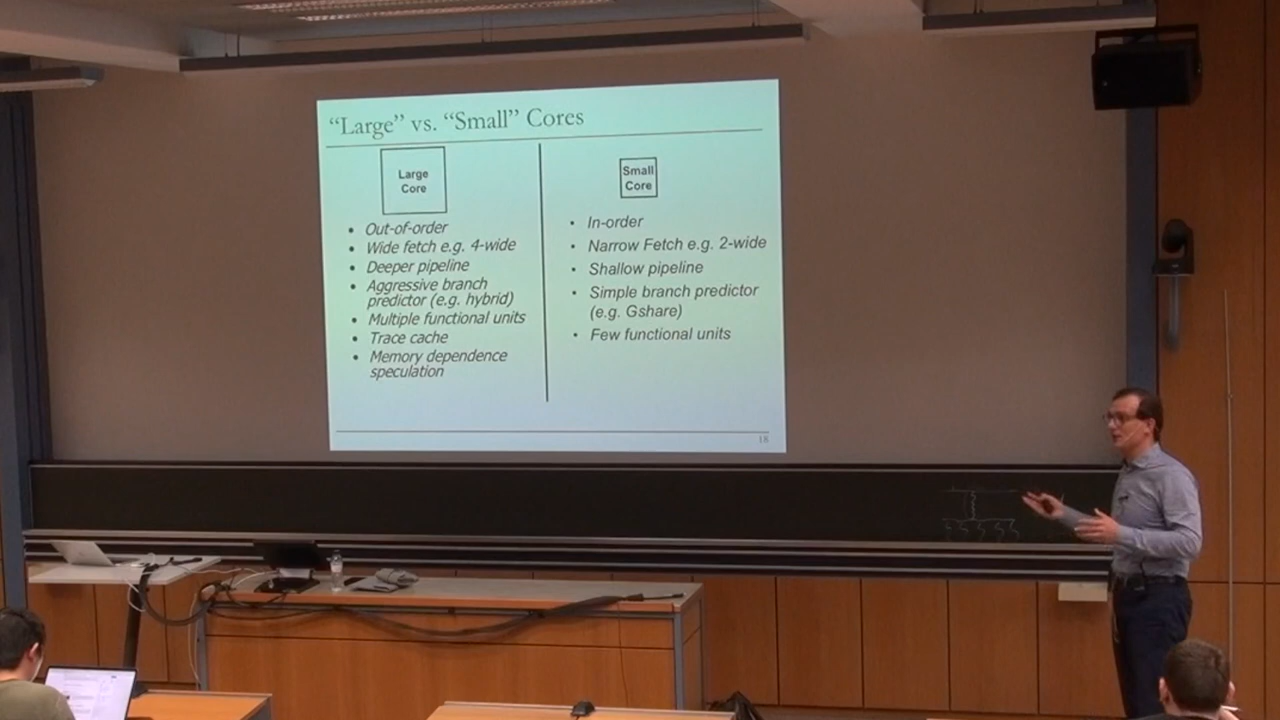 “Large” vs. “Small” Cores
Large
Core
• Out-of-order
• Wide fetch e.g. 4-wide
• Deeper pipeline
• Aggressive branch
predictor (e.g. hybrid)
• Multiple functional units
• Trace cache
• Memory dependence
speculation
Small
Core
• In-order
• Narrow Fetch e.g. 2-wide
• Shallow pipeline
• Simple branch predictor
(e.g. Gshare)
• Few functional units
18